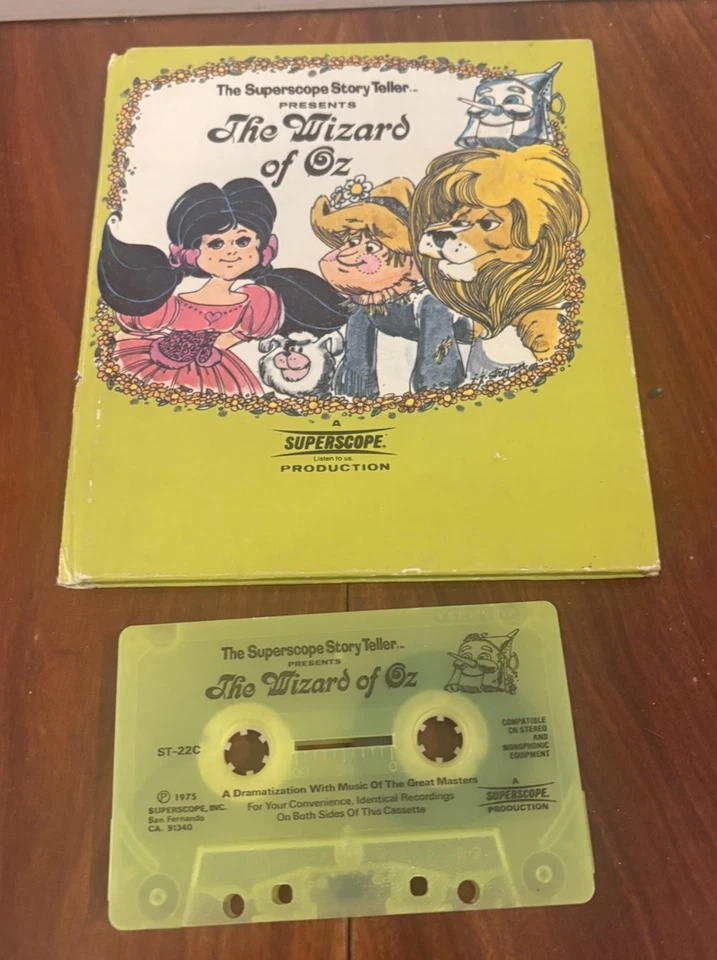 The Superscope Story Teller™
PRESENTS
The Wizard
of Oz
A
SUPERSCOPE®
Listen to us.
PRODUCTION
The Superscope Story Teller™
PRESENTS
The Wizard of Oz
ST-22C
COMPATIBLE
ON STEREO
AND
MONOPHONIC
EQUIPMENT
Ⓟ 1975
SUPERSCOPE, INC.
San Fernando
CA. 91340
A Dramatization With Music Of The Great Masters
For Your Convenience, Identical Recordings
On Both Sides Of This Cassette
A
SUPERSCOPE®
PRODUCTION